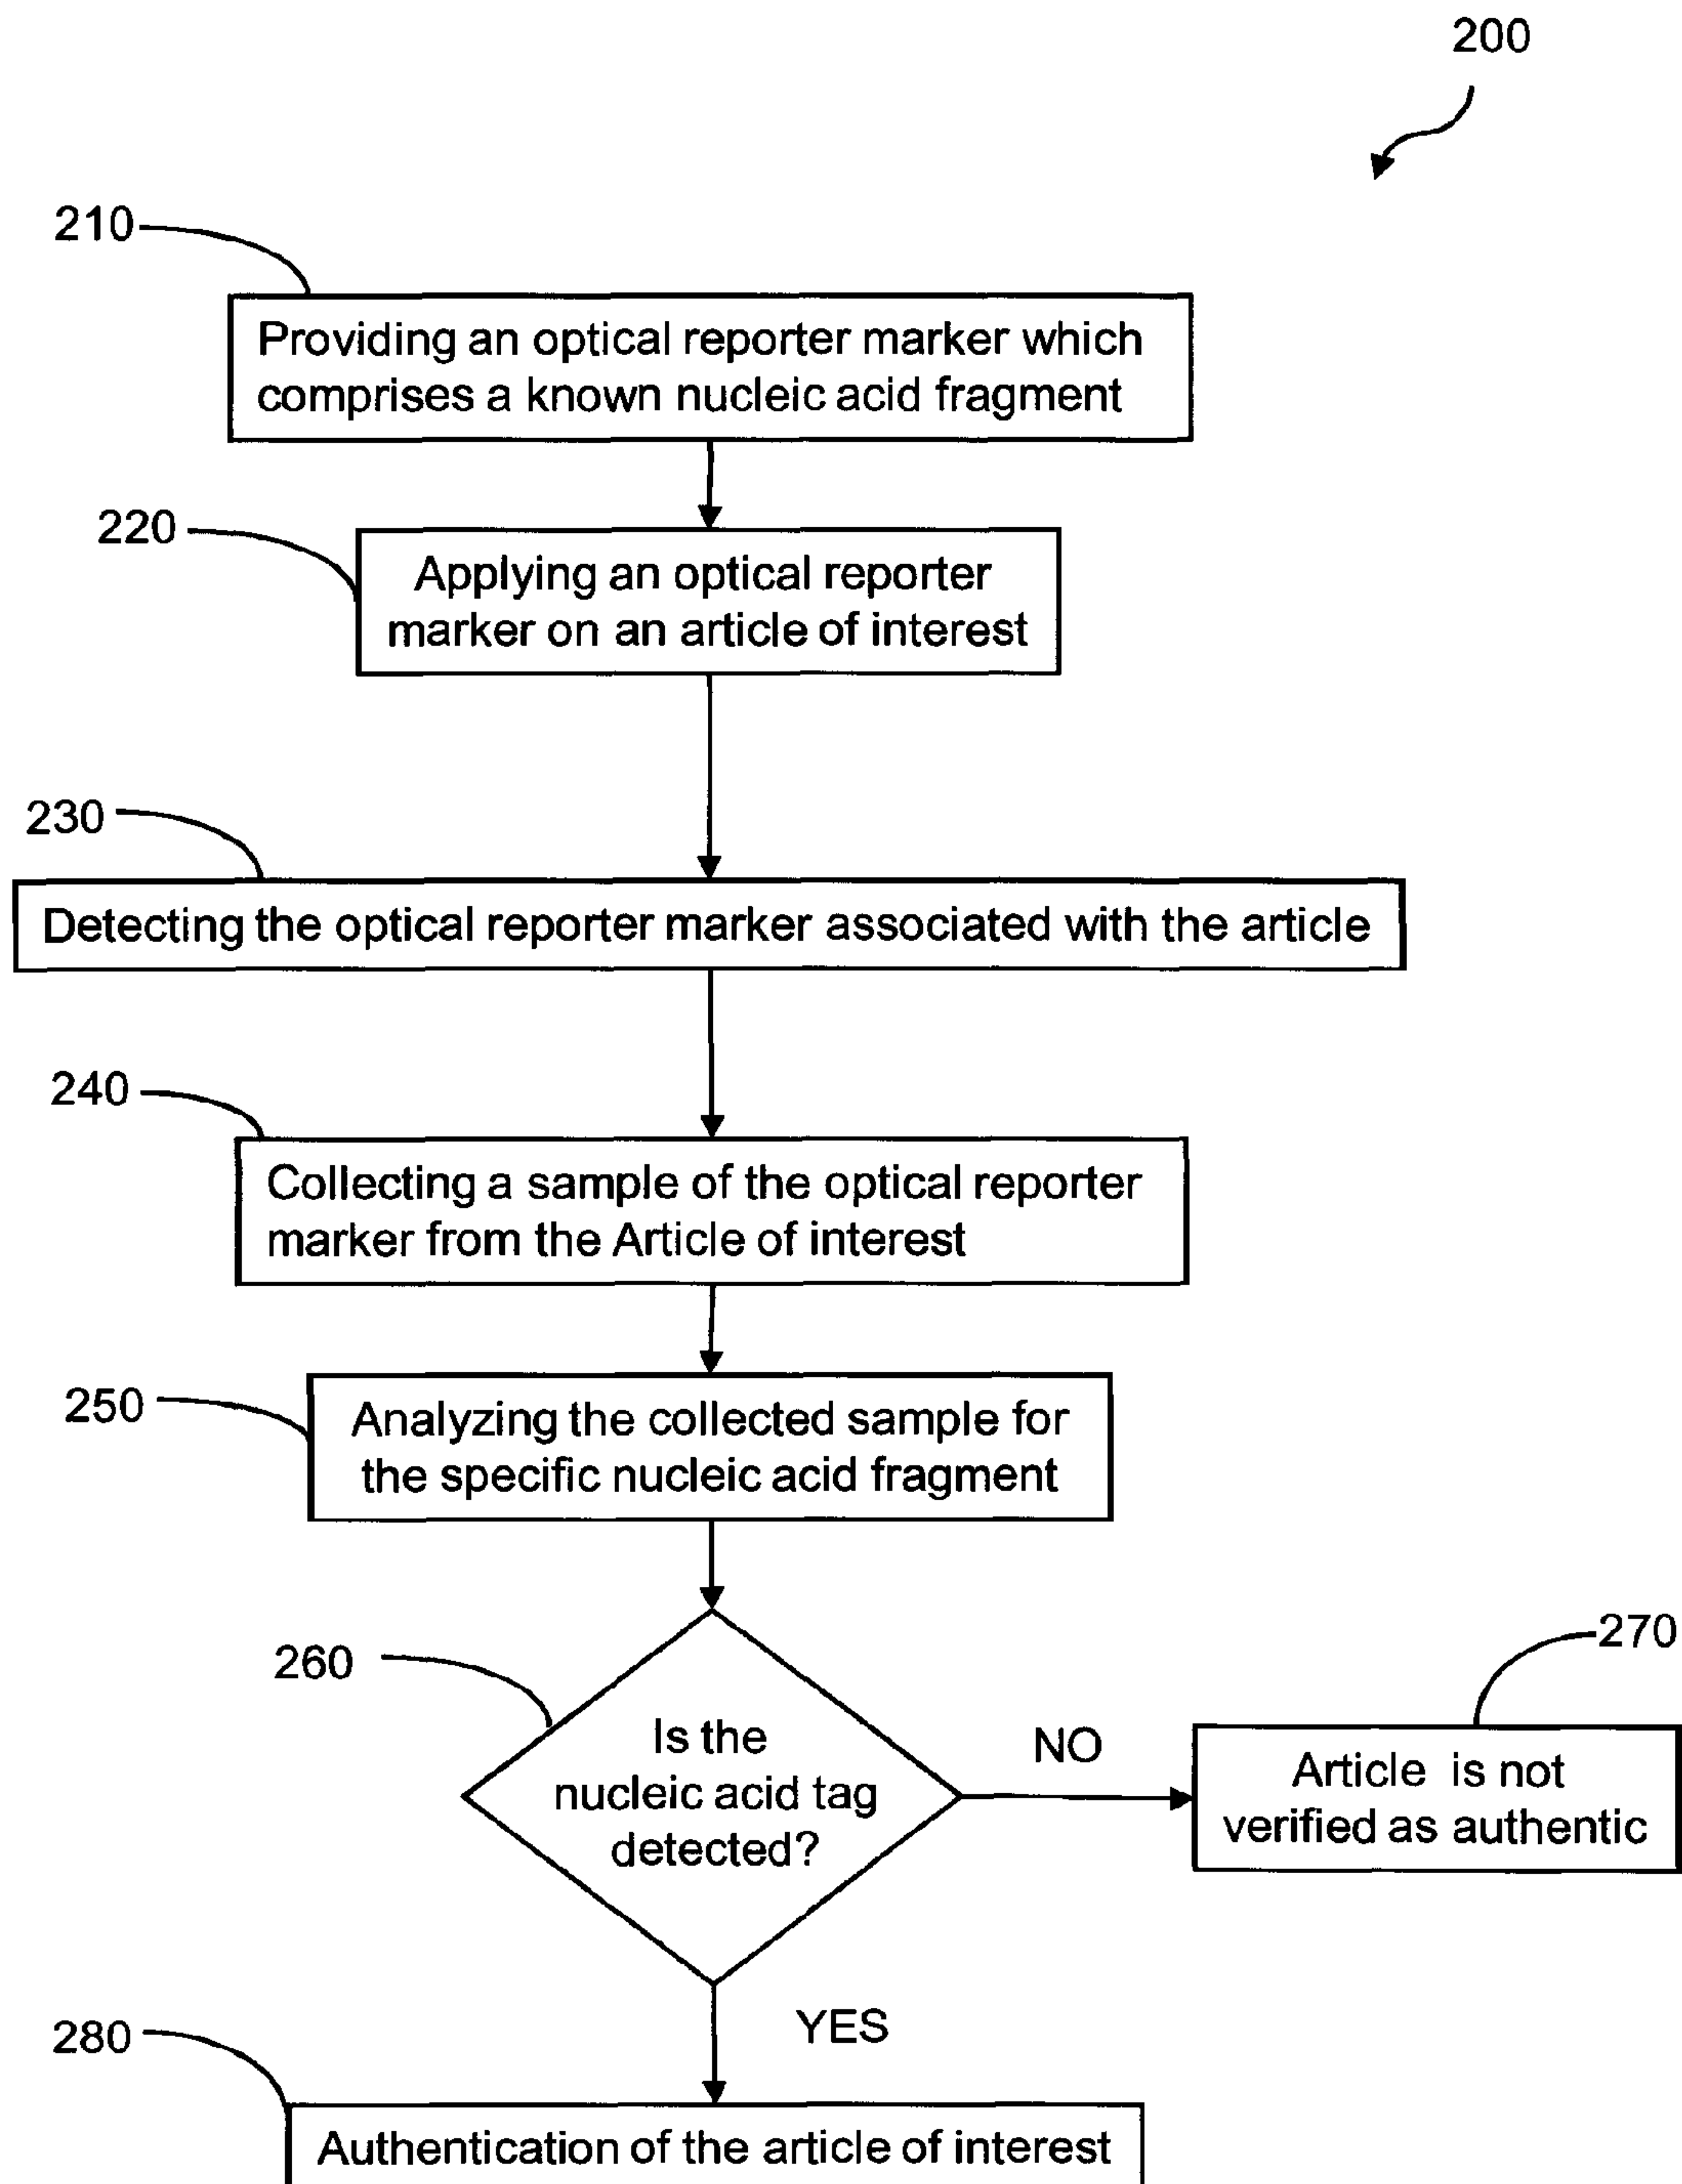 200
210
Providing an optical reporter marker which
comprises a known nucleic acid fragment
220
Applying an optical reporter
marker on an article of interest
230
Detecting the optical reporter marker associated with the article
240
Collecting a sample of the optical reporter
marker from the Article of interest
250
Analyzing the collected sample for
the specific nucleic acid fragment
260
Is the
nucleic acid tag
detected?
NO
270
Article is not
verified as authentic
YES
280
Authentication of the article of interest